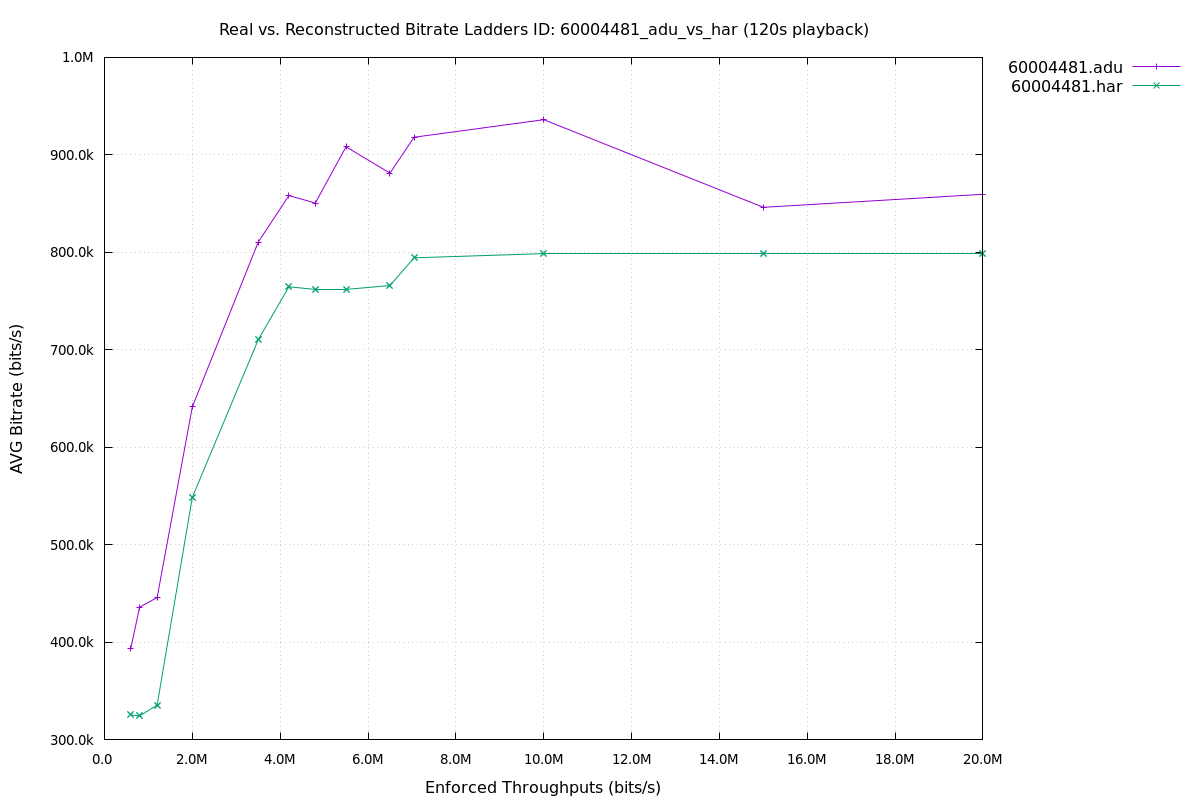 Real vs. Reconstructed Bitrate Ladders ID: 60004481_adu_vs_har (120s playback)
60004481.adu
60004481.har
1.0M
900.0k
800.0k
700.0k
600.0k
500.0k
400.0k
300.0k
AVG Bitrate (bits/s)
0.0 2.0M 4.0M 6.0M 8.0M 10.0M 12.0M 14.0M 16.0M 18.0M 20.0M
Enforced Throughputs (bits/s)